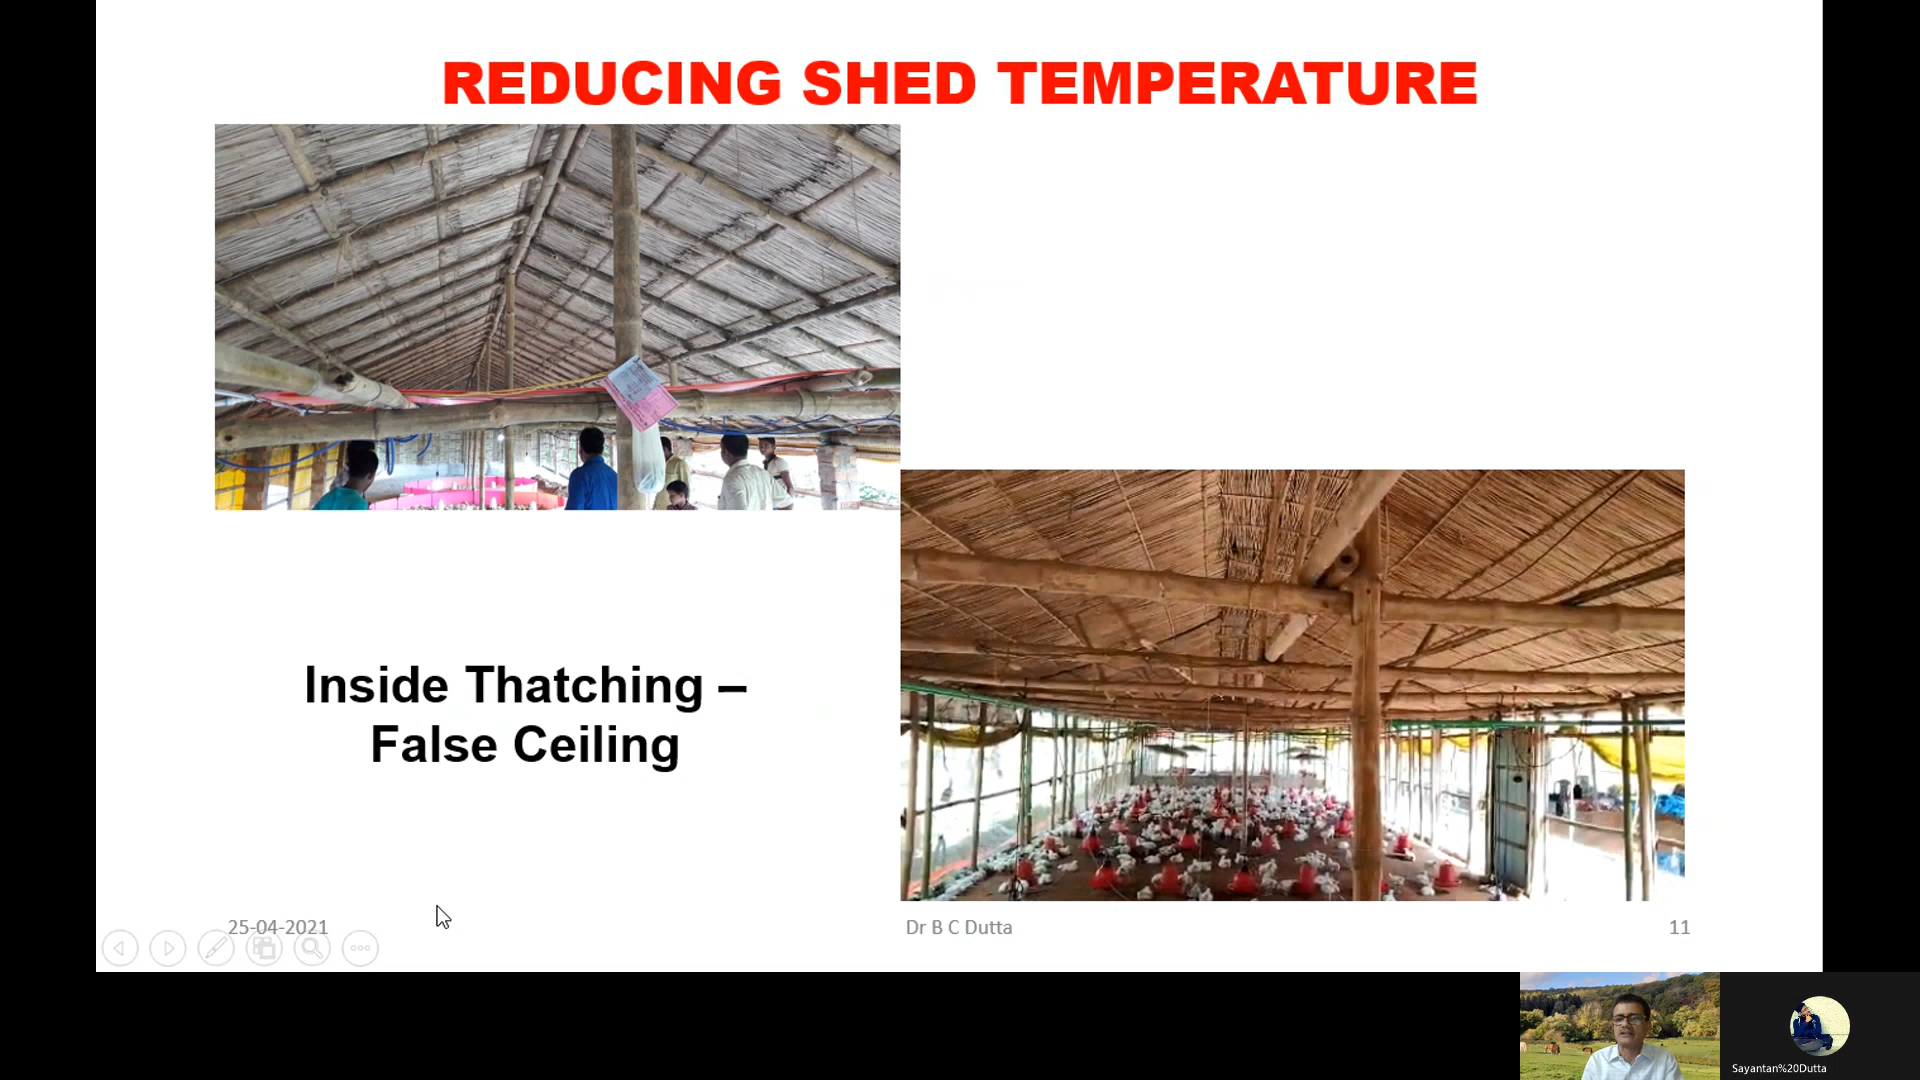 REDUCING SHED TEMPERATURE
Inside Thatching –
False Ceiling
25-04-2021
Dr B C Dutta
11
Sayantan%20Dutta